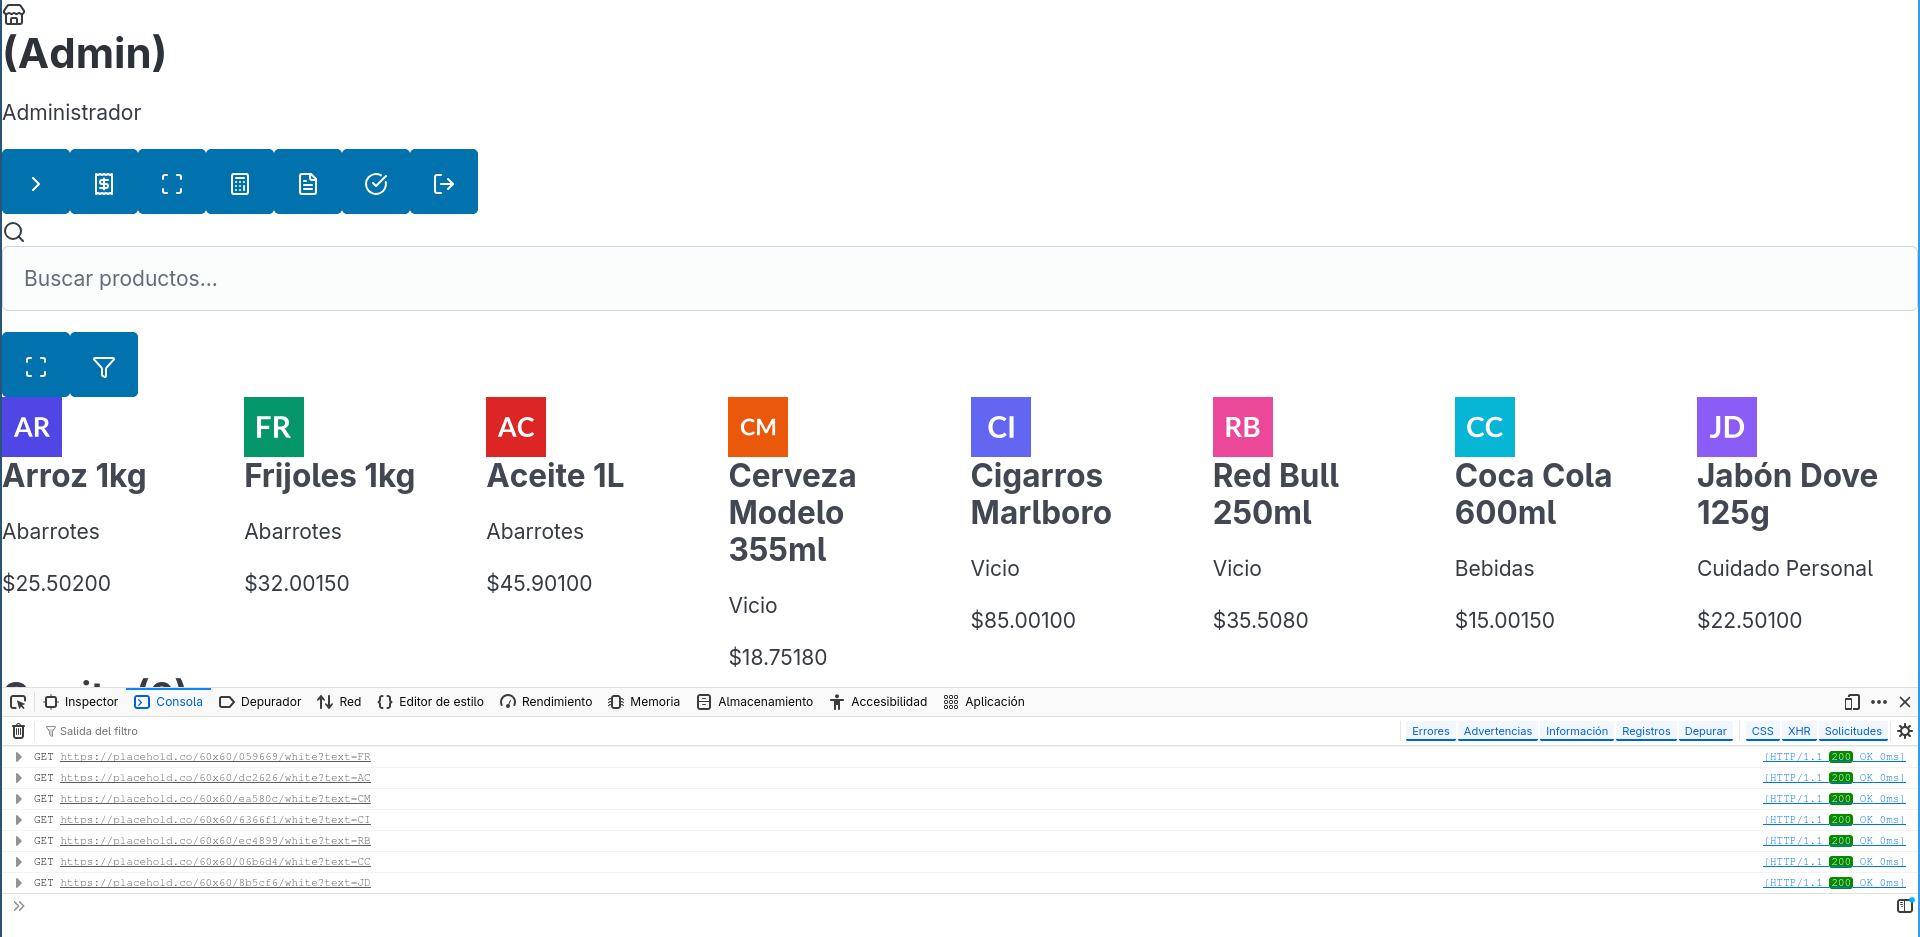 (Admin)
Administrador
Buscar productos...
AR
Arroz 1kg
Abarrotes
$25.50200
FR
Frijoles 1kg
Abarrotes
$32.00150
AC
Aceite 1L
Abarrotes
$45.90100
CM
Cerveza
Modelo
355ml
Vicio
$18.75180
CI
Cigarros
Marlboro
Vicio
$85.00100
RB
Red Bull
250ml
Vicio
$35.5080
CC
Coca Cola
600ml
Bebidas
$15.00150
JD
Jabón Dove
125g
Cuidado Personal
$22.50100
Inspector Consola Depurador Red Editor de estilo Rendimiento Memoria Almacenamiento Accesibilidad Aplicación
Salida del filtro Errores Advertencias Información Registros Depurar CSS XHR Solicitudes
GET https://placehold.co/60x60/059669/white?text=FR [HTTP/1.1 200 OK 0ms]
GET https://placehold.co/60x60/dc2626/white?text=AC [HTTP/1.1 200 OK 0ms]
GET https://placehold.co/60x60/ea580c/white?text=CM [HTTP/1.1 200 OK 0ms]
GET https://placehold.co/60x60/6366f1/white?text=CI [HTTP/1.1 200 OK 0ms]
GET https://placehold.co/60x60/ec4899/white?text=RB [HTTP/1.1 200 OK 0ms]
GET https://placehold.co/60x60/06b6d4/white?text=CC [HTTP/1.1 200 OK 0ms]
GET https://placehold.co/60x60/8b5cf6/white?text=JD [HTTP/1.1 200 OK 0ms]